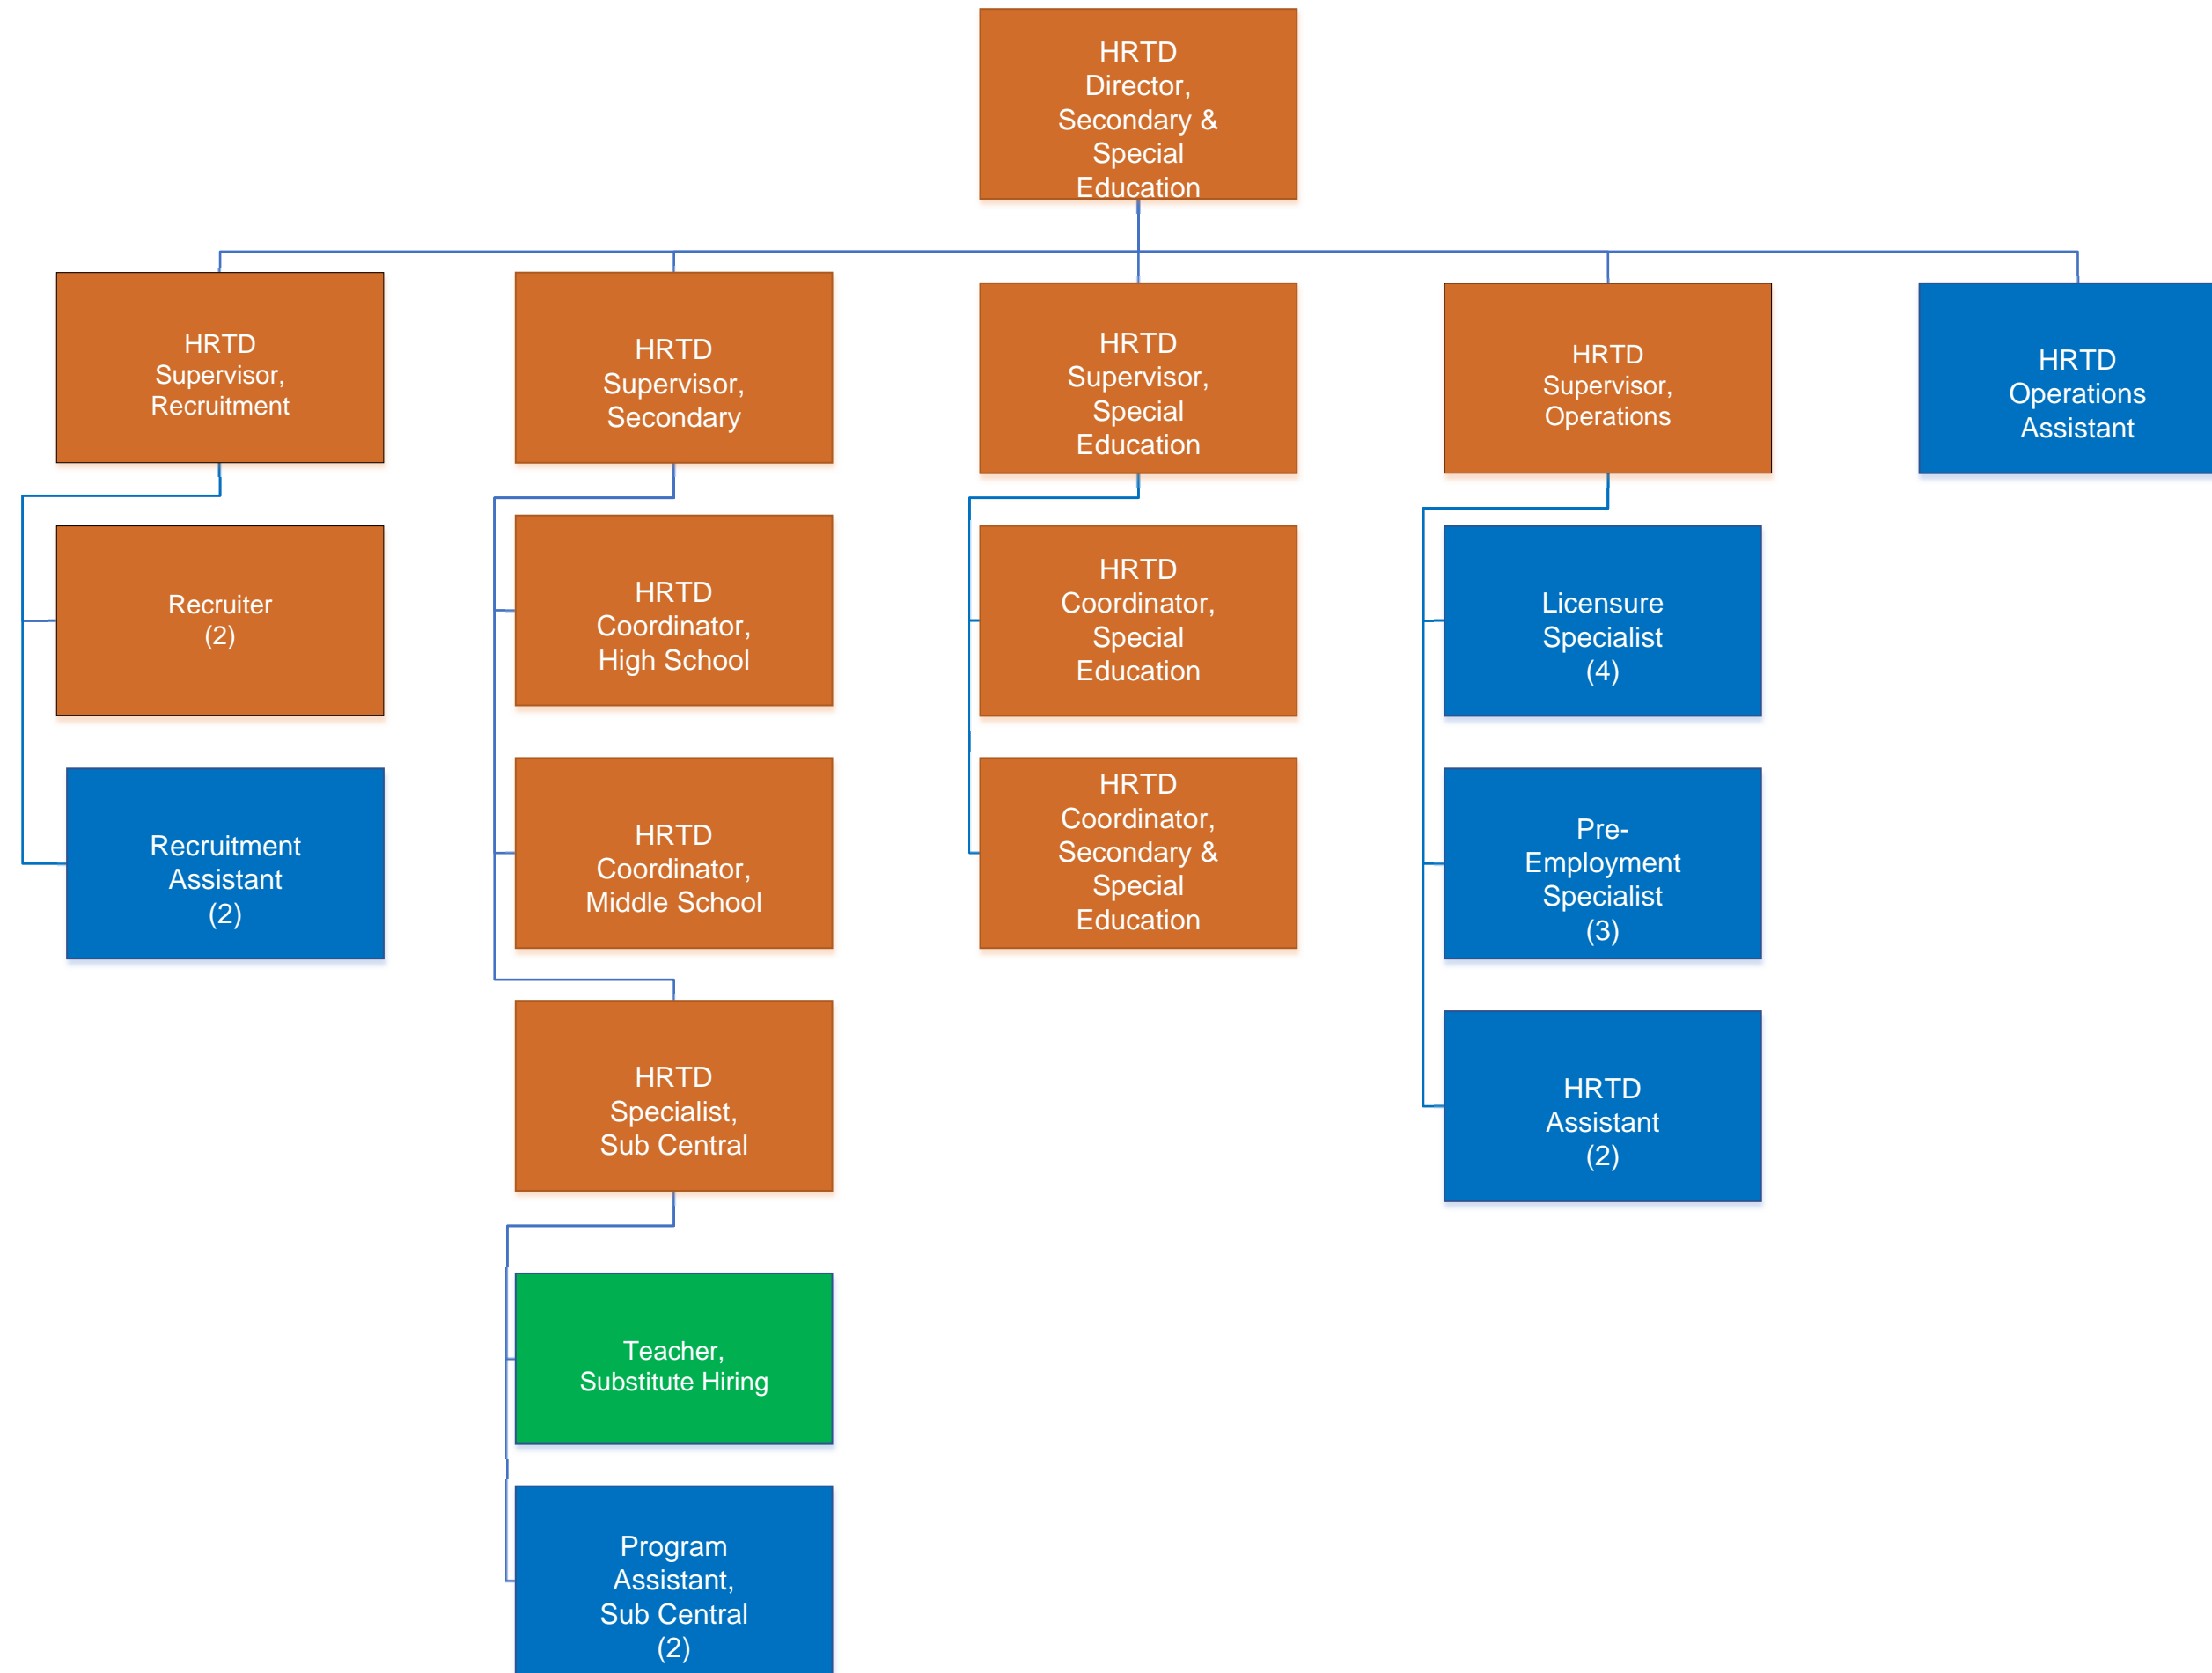 HRTD
Director,
Secondary &
Special
Education
HRTD
Supervisor,
Recruitment
HRTD
Supervisor,
Secondary
HRTD
Supervisor,
Special
Education
HRTD
Supervisor,
Operations
HRTD
Operations
Assistant
Recruiter
(2)
HRTD
Coordinator,
High School
HRTD
Coordinator,
Special
Education
Licensure
Specialist
(4)
Recruitment
Assistant
(2)
HRTD
Coordinator,
Middle School
HRTD
Coordinator,
Secondary &
Special
Education
Pre-
Employment
Specialist
(3)
HRTD
Specialist,
Sub Central
HRTD
Assistant
(2)
Teacher,
Substitute Hiring
Program
Assistant,
Sub Central
(2)